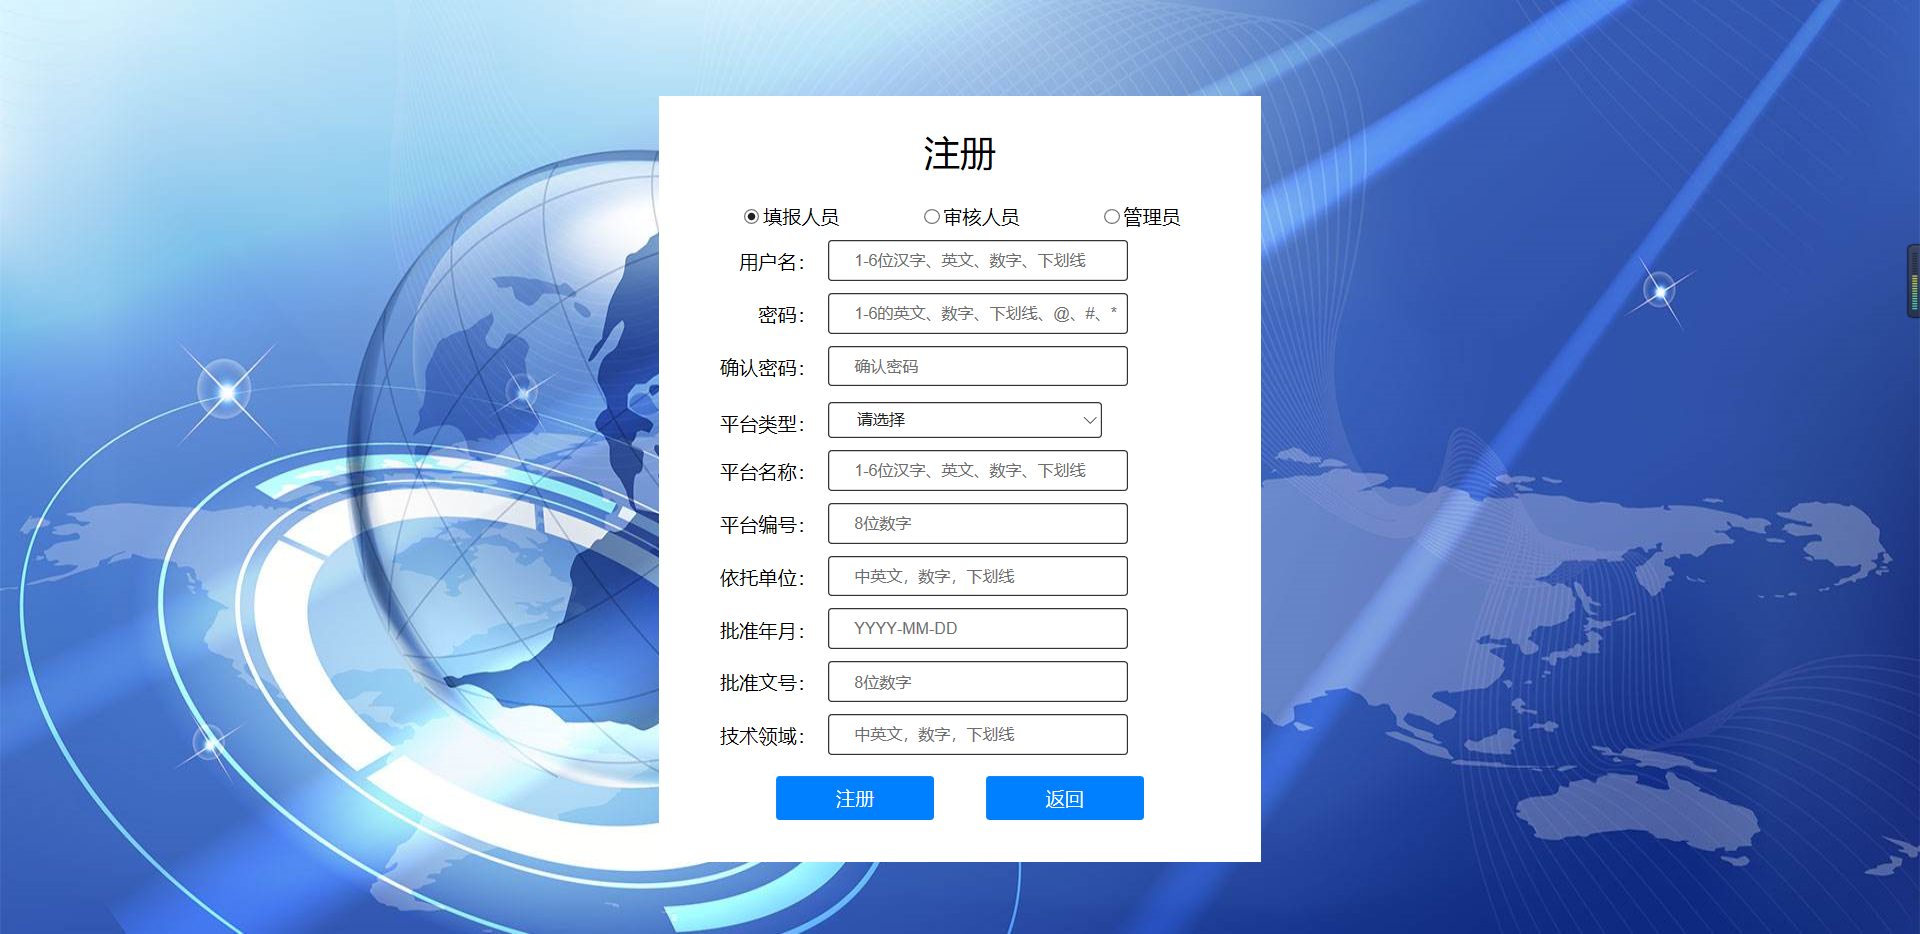 注册
填报人员 审核人员 管理员
用户名： 1-6位汉字、英文、数字、下划线
密码： 1-6的英文、数字、下划线、@、#、*
确认密码： 确认密码
平台类型： 请选择
平台名称： 1-6位汉字、英文、数字、下划线
平台编号： 8位数字
依托单位： 中英文，数字，下划线
批准年月： YYYY-MM-DD
批准文号： 8位数字
技术领域： 中英文，数字，下划线
注册 返回